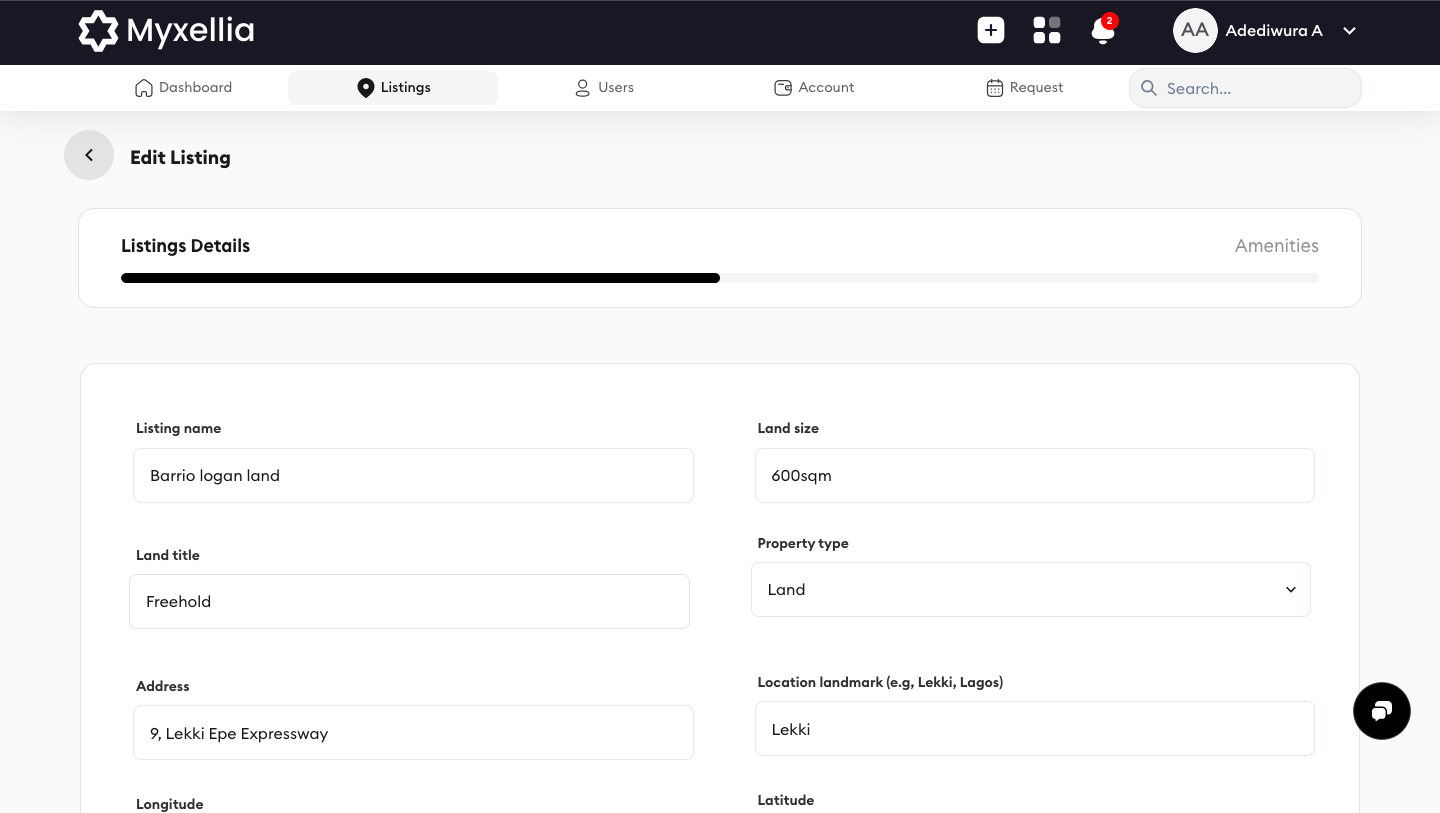 Myxellia
2
AA
Adediwura A
Dashboard
Listings
Users
Account
Request
Search...
Edit Listing
Listings Details
Amenities
Listing name
Land size
Barrio logan land
600sqm
Land title
Property type
Freehold
Land
Address
Location landmark (e.g, Lekki, Lagos)
9, Lekki Epe Expressway
Lekki
Longitude
Latitude